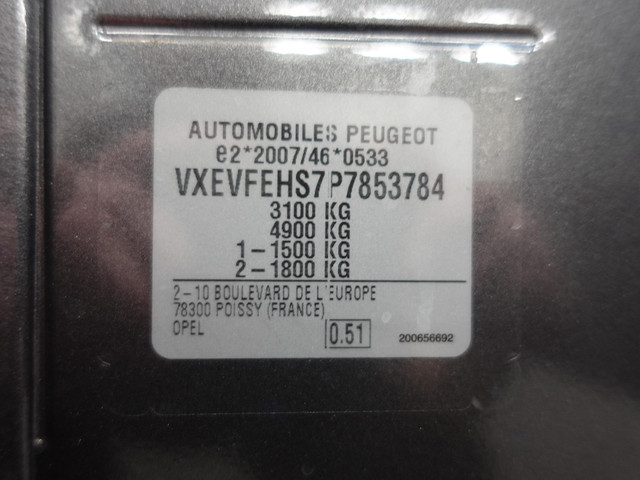 AUTOMOBILES PEUGEOT
e2*2007/46*0533
VXEVFEHS7P7853784
3100 KG
4900 KG
1-1500 KG
2-1800 KG
2-10 BOULEVARD DE L'EUROPE
78300 POISSY (FRANCE)
OPEL 0.51 200656692